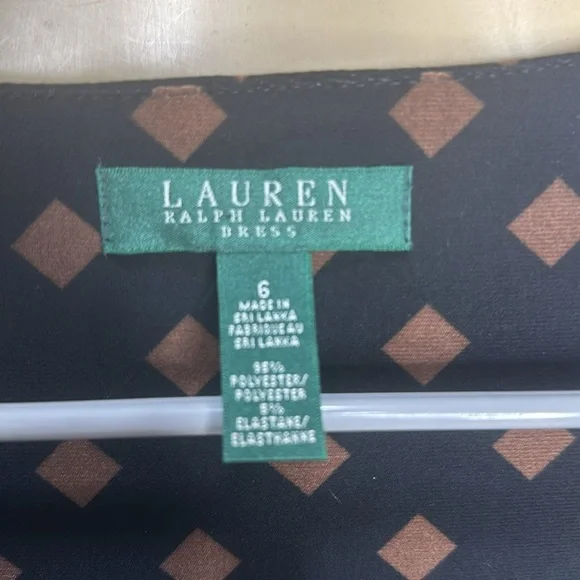 LAUREN
RALPH LAUREN
DRESS
6
MADE IN
SRI LANKA
FABRIQUE AU
SRI LANKA
95%
POLYESTER/
POLYESTER
5%
ELASTANE/
ELASTHANNE